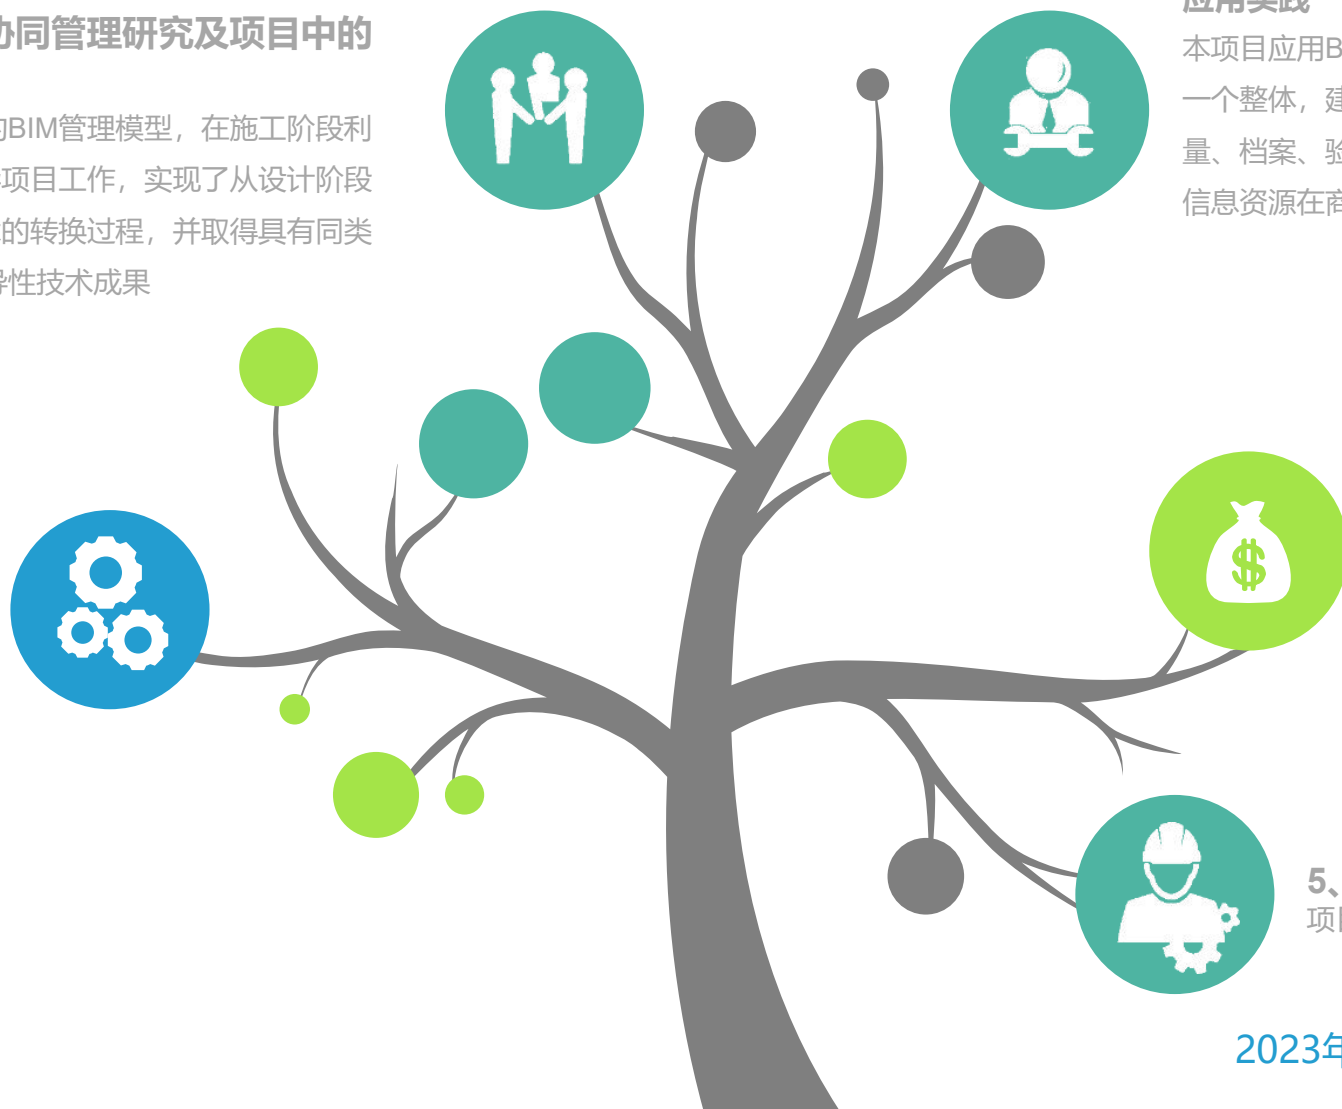 协同管理研究及项目中的
的BIM管理模型，在施工阶段利
项目工作，实现了从设计阶段
的转换过程，并取得具有同类
导性技术成果
应用实践
本项目应用B
一个整体，建
量、档案、验
信息资源在商
5、
项目
2023年